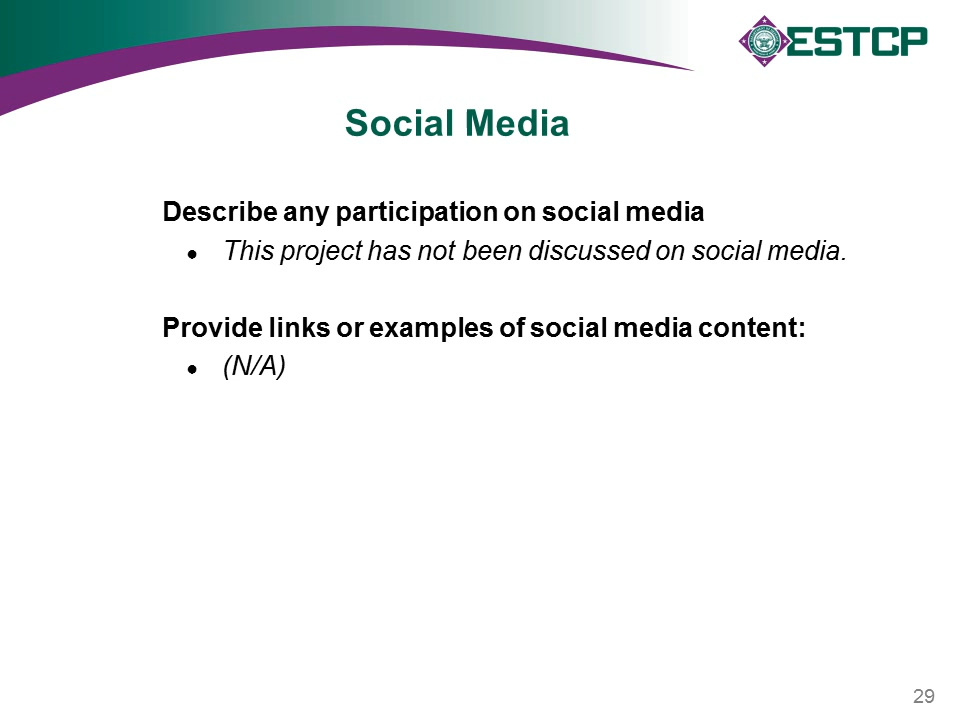 ESTCP
Social Media
Describe any participation on social media
● This project has not been discussed on social media.
Provide links or examples of social media content:
● (N/A)
29